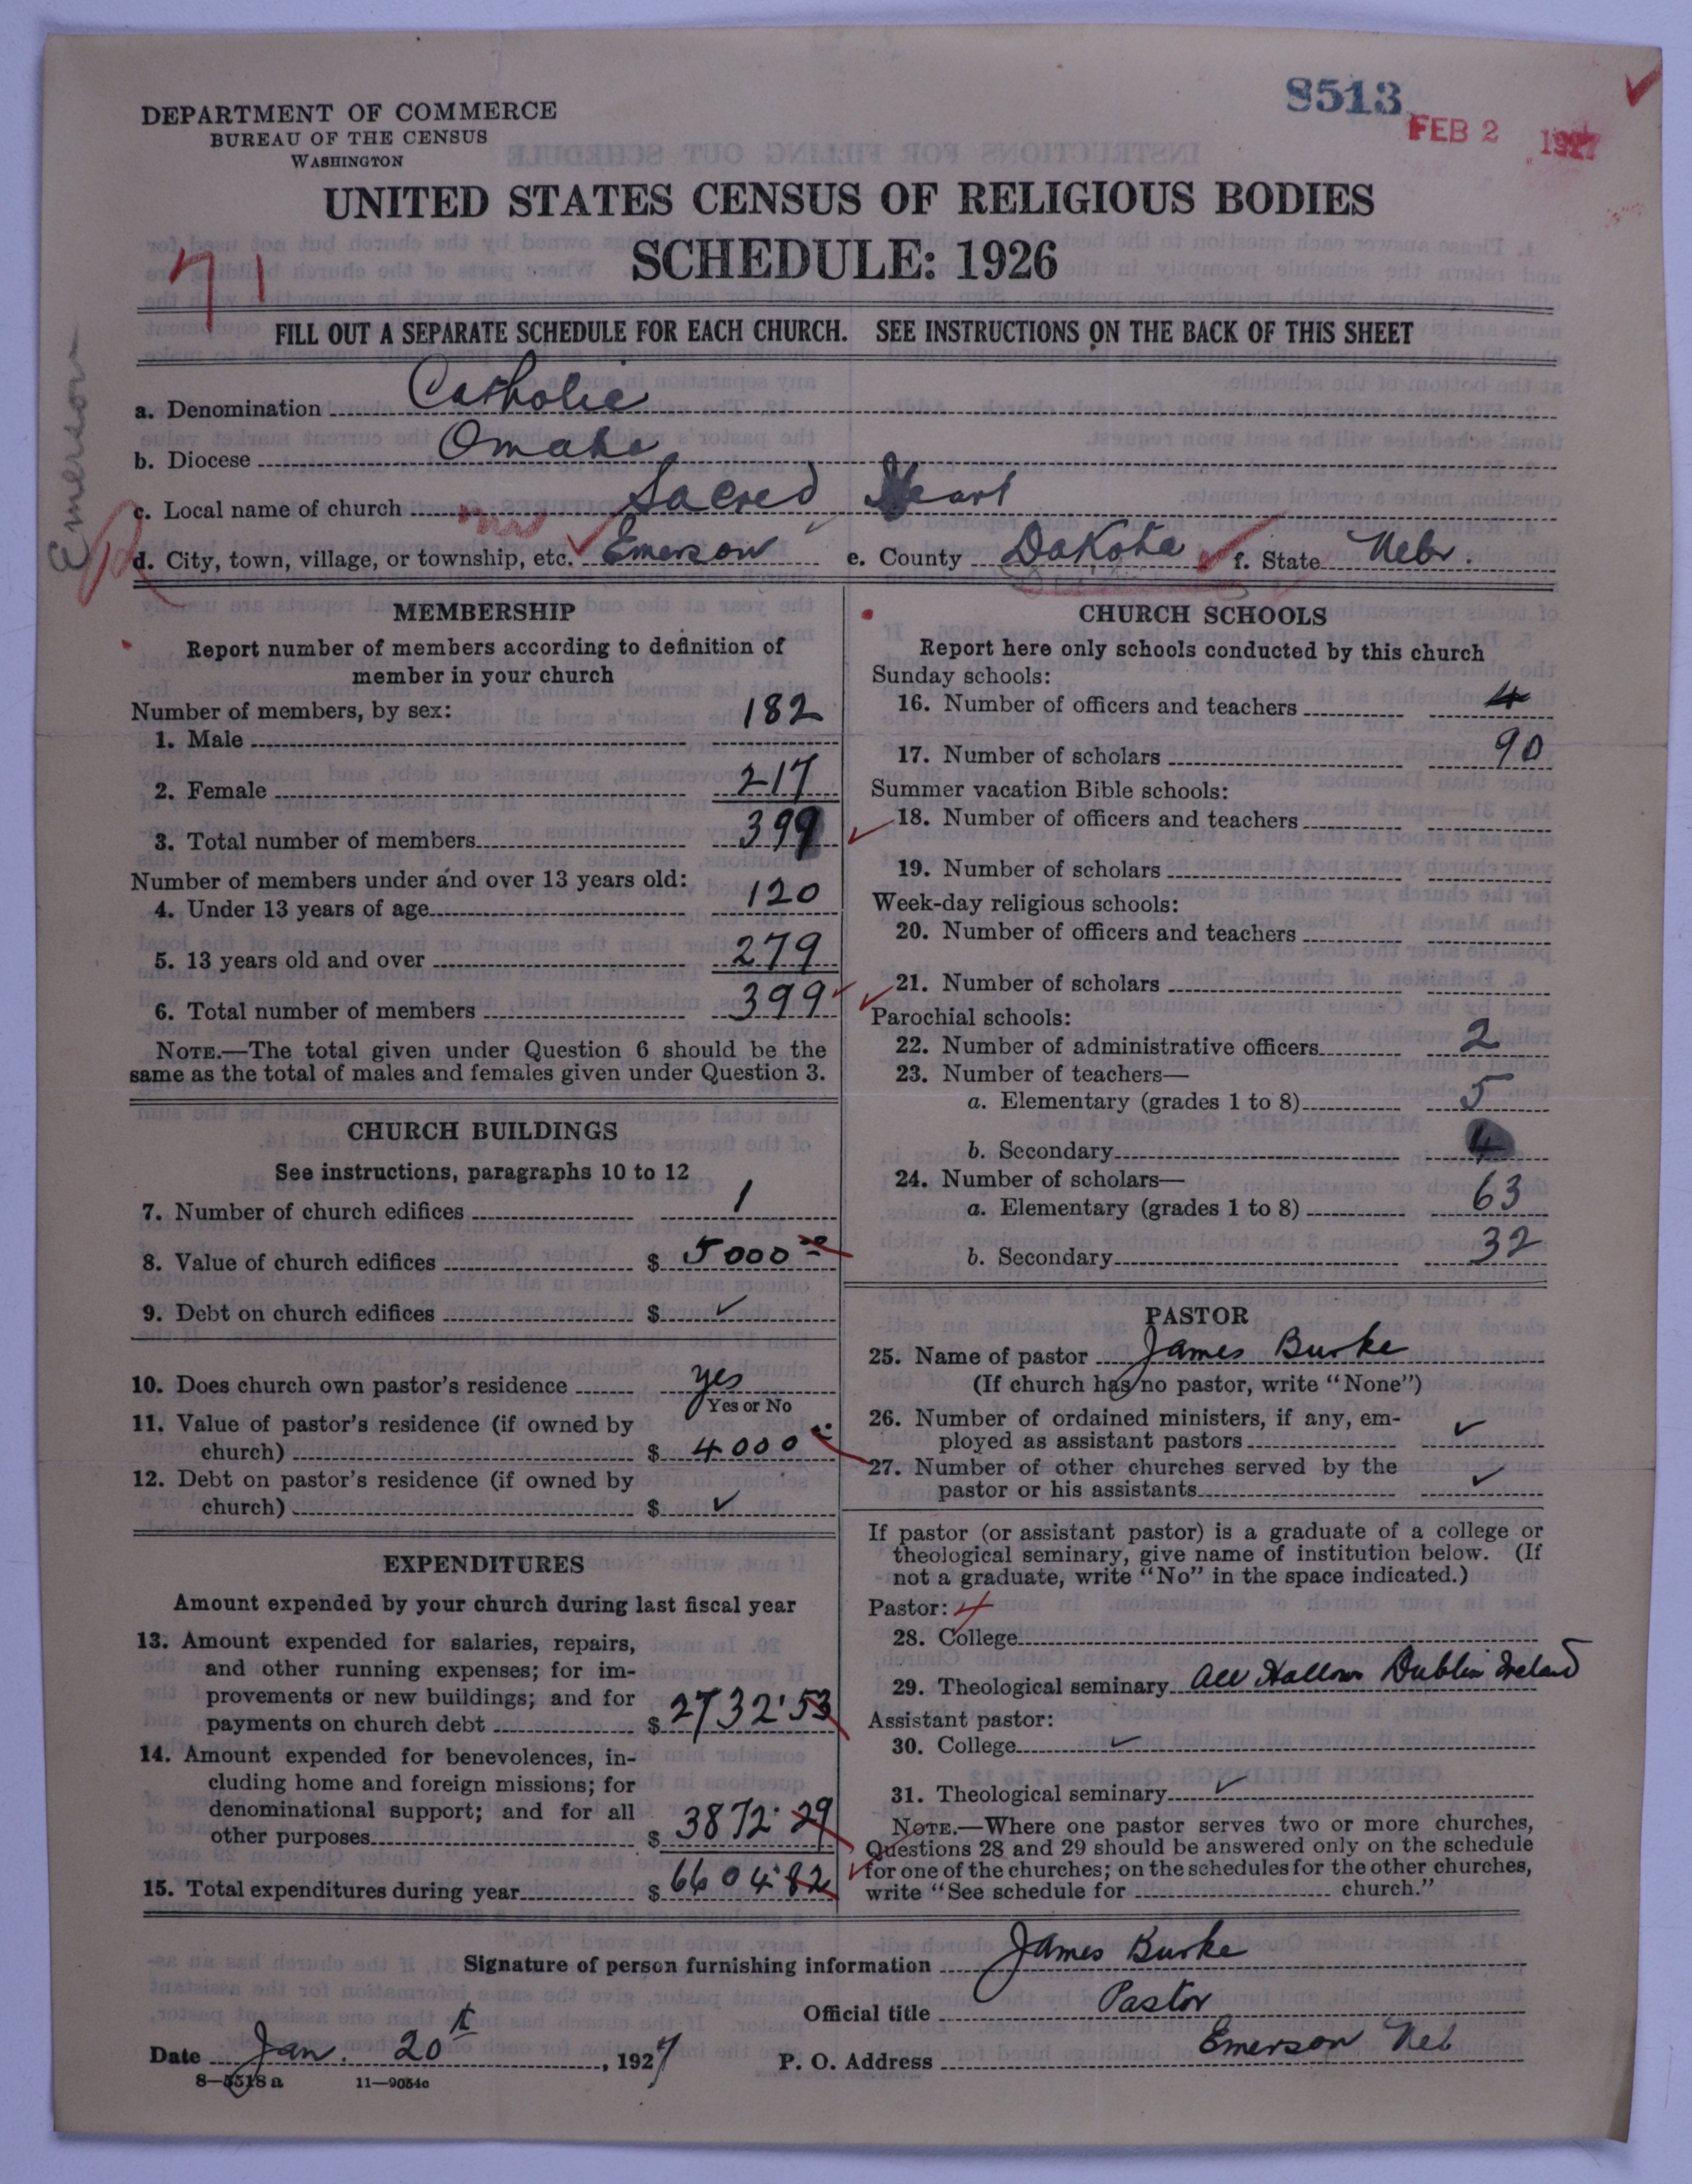 8513
FEB 2 1927
DEPARTMENT OF COMMERCE
BUREAU OF THE CENSUS
WASHINGTON
UNITED STATES CENSUS OF RELIGIOUS BODIES
SCHEDULE: 1926
71
FILL OUT A SEPARATE SCHEDULE FOR EACH CHURCH. SEE INSTRUCTIONS ON THE BACK OF THIS SHEET
Emerson
a. Denomination Catholic
b. Diocese Omaha
c. Local name of church Sacred Heart
d. City, town, village, or township, etc. Emerson e. County Dakota f. State Nebr.
MEMBERSHIP
Report number of members according to definition of
member in your church
Number of members, by sex:
1. Male 182
2. Female 217
3. Total number of members 399
Number of members under and over 13 years old:
4. Under 13 years of age 120
5. 13 years old and over 279
6. Total number of members 399
NOTE.—The total given under Question 6 should be the
same as the total of males and females given under Question 3.
CHURCH BUILDINGS
See instructions, paragraphs 10 to 12
7. Number of church edifices 1
8. Value of church edifices $ 5000 00
9. Debt on church edifices $ ✓
10. Does church own pastor's residence yes
Yes or No
11. Value of pastor's residence (if owned by
church) $ 4000
12. Debt on pastor's residence (if owned by
church) $ ✓
EXPENDITURES
Amount expended by your church during last fiscal year
13. Amount expended for salaries, repairs,
and other running expenses; for im-
provements or new buildings; and for
payments on church debt $ 2732.53
14. Amount expended for benevolences, in-
cluding home and foreign missions; for
denominational support; and for all
other purposes $ 3872.29
15. Total expenditures during year $ 6604.82
CHURCH SCHOOLS
Report here only schools conducted by this church
Sunday schools:
16. Number of officers and teachers 4
17. Number of scholars 90
Summer vacation Bible schools:
18. Number of officers and teachers
19. Number of scholars
Week-day religious schools:
20. Number of officers and teachers
21. Number of scholars
Parochial schools:
22. Number of administrative officers 2
23. Number of teachers—
a. Elementary (grades 1 to 8) 5
b. Secondary 4
24. Number of scholars—
a. Elementary (grades 1 to 8) 63
b. Secondary 32
PASTOR
25. Name of pastor James Burke
(If church has no pastor, write "None")
26. Number of ordained ministers, if any, em-
ployed as assistant pastors ✓
27. Number of other churches served by the
pastor or his assistants ✓
If pastor (or assistant pastor) is a graduate of a college or
theological seminary, give name of institution below. (If
not a graduate, write "No" in the space indicated.)
Pastor: 4
28. College
29. Theological seminary All Hallows Dublin Ireland
Assistant pastor:
30. College ✓
31. Theological seminary ✓
NOTE.—Where one pastor serves two or more churches,
Questions 28 and 29 should be answered only on the schedule
for one of the churches; on the schedules for the other churches,
write "See schedule for church."
Signature of person furnishing information James Burke
Official title Pastor
Date Jan. 20th, 1927 P. O. Address Emerson Neb
8—5518 a 11—9054c